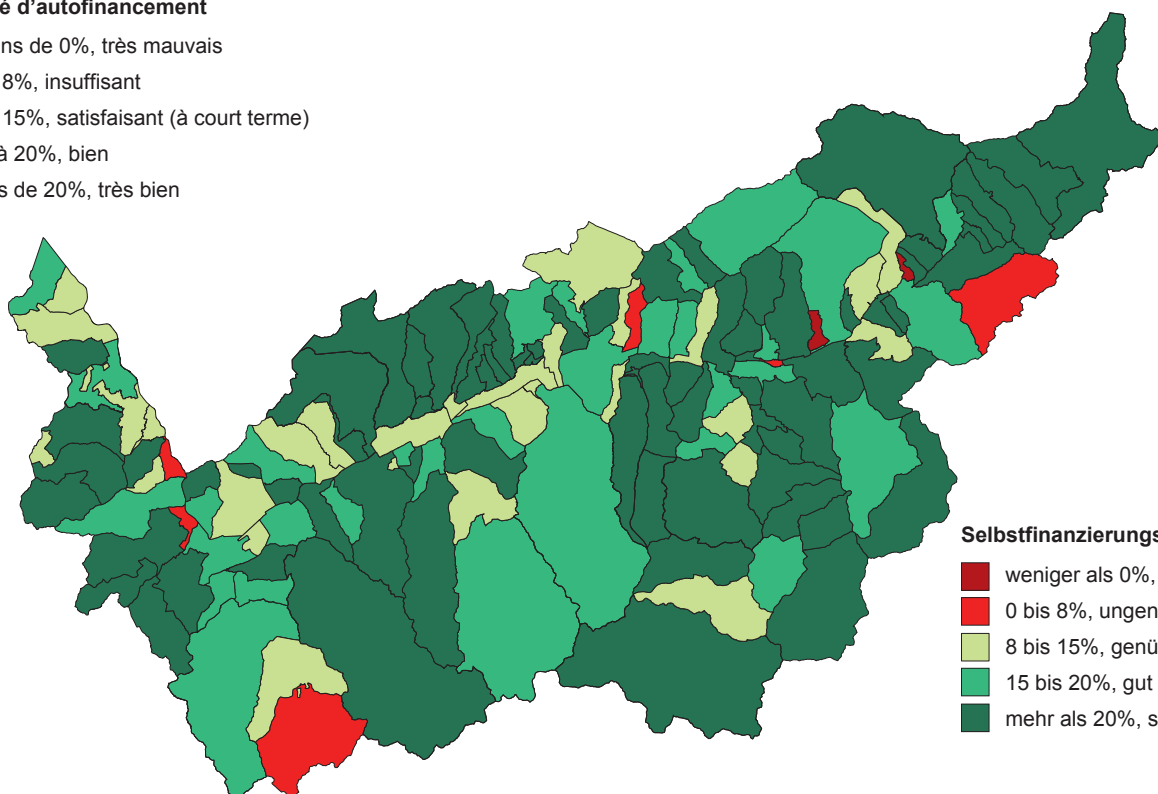 é d'autofinancement
ns de 0%, très mauvais
8%, insuffisant
15%, satisfaisant (à court terme)
à 20%, bien
s de 20%, très bien
Selbstfinanzierungs
weniger als 0%,
0 bis 8%, ungen
8 bis 15%, genü
15 bis 20%, gut
mehr als 20%, s